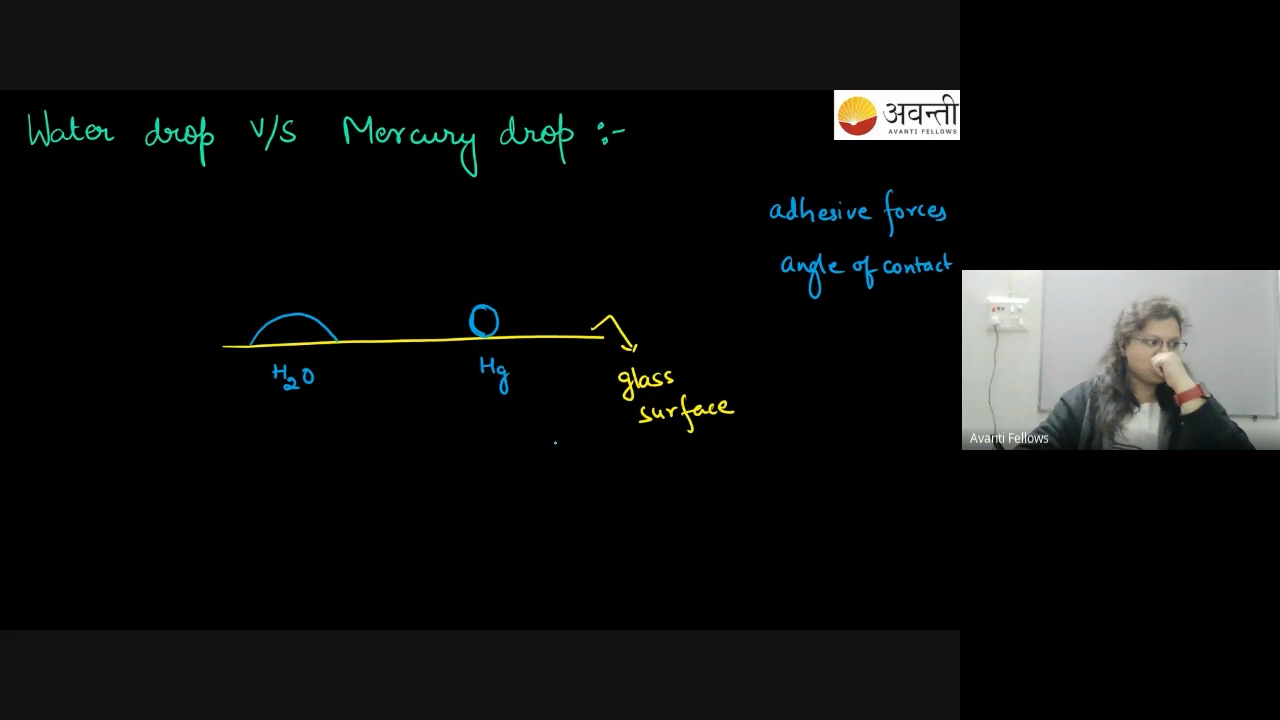 Water drop v/s Mercury drop :-
अवन्ती
AVANTI FELLOWS
adhesive forces
angle of contact
H2O
Hg
glass
surface
Avanti Fellows